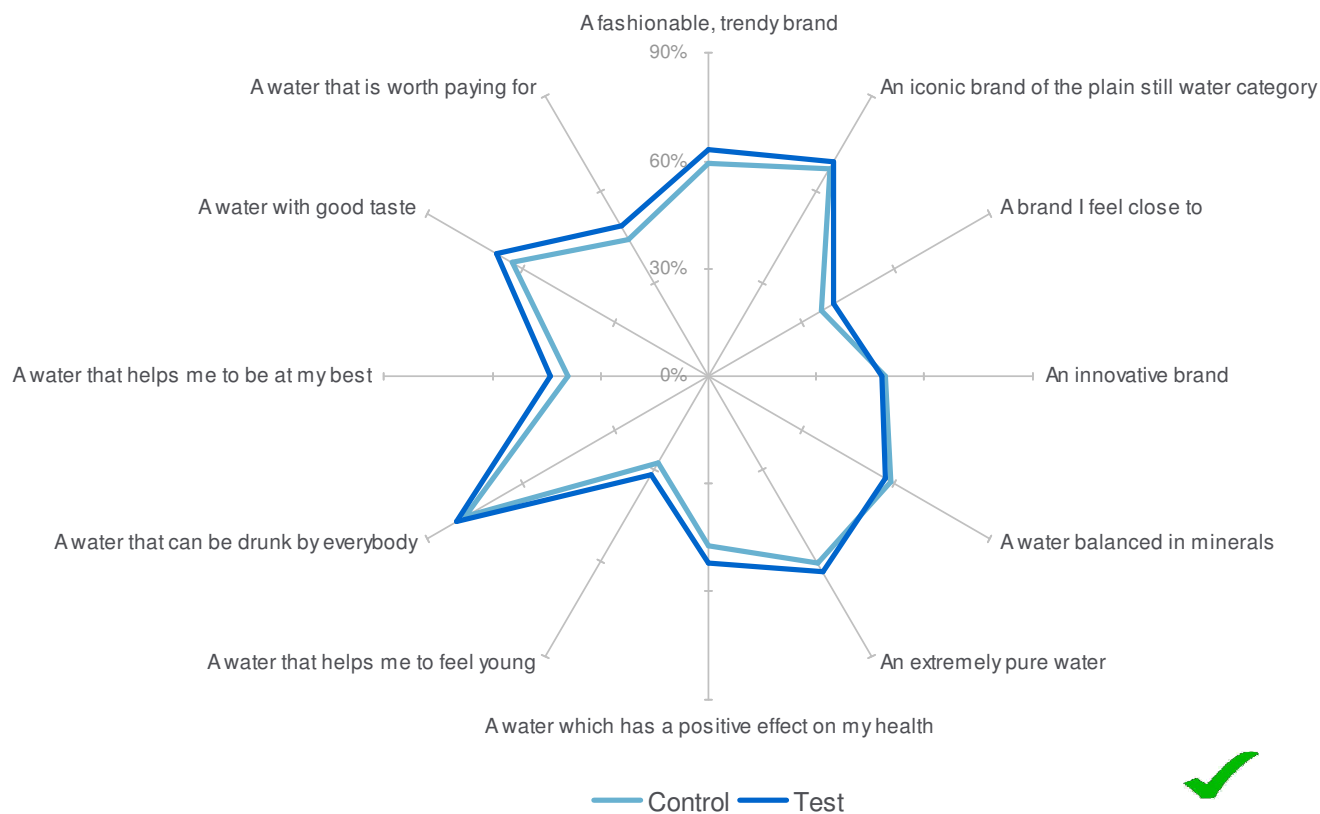 A fashionable, trendy brand
90%
A water that is worth paying for
An iconic brand of the plain still water category
60%
A water with good taste
A brand I feel close to
30%
A water that helps me to be at my best
0%
An innovative brand
A water that can be drunk by everybody
A water balanced in minerals
A water that helps me to feel young
An extremely pure water
A water which has a positive effect on my health
Control Test